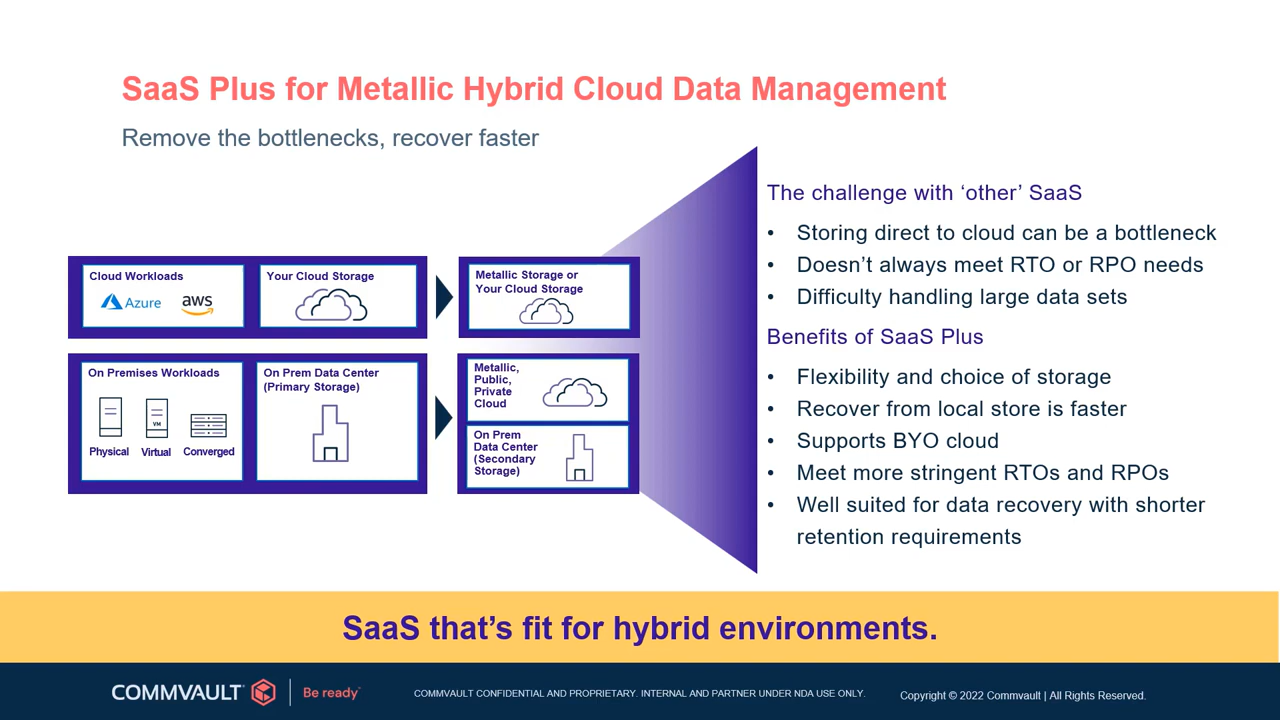 SaaS Plus for Metallic Hybrid Cloud Data Management
Remove the bottlenecks, recover faster
Cloud Workloads
Azure
aws
Your Cloud Storage
Metallic Storage or
Your Cloud Storage
On Premises Workloads
VM
Physical
Virtual
Converged
On Prem Data Center
(Primary Storage)
Metallic,
Public,
Private
Cloud
On Prem
Data Center
(Secondary
Storage)
The challenge with ‘other’ SaaS
• Storing direct to cloud can be a bottleneck
• Doesn’t always meet RTO or RPO needs
• Difficulty handling large data sets
Benefits of SaaS Plus
• Flexibility and choice of storage
• Recover from local store is faster
• Supports BYO cloud
• Meet more stringent RTOs and RPOs
• Well suited for data recovery with shorter
retention requirements
SaaS that’s fit for hybrid environments.
COMMVAULT
Be ready
COMMVAULT CONFIDENTIAL AND PROPRIETARY. INTERNAL AND PARTNER UNDER NDA USE ONLY.
Copyright © 2022 Commvault | All Rights Reserved.